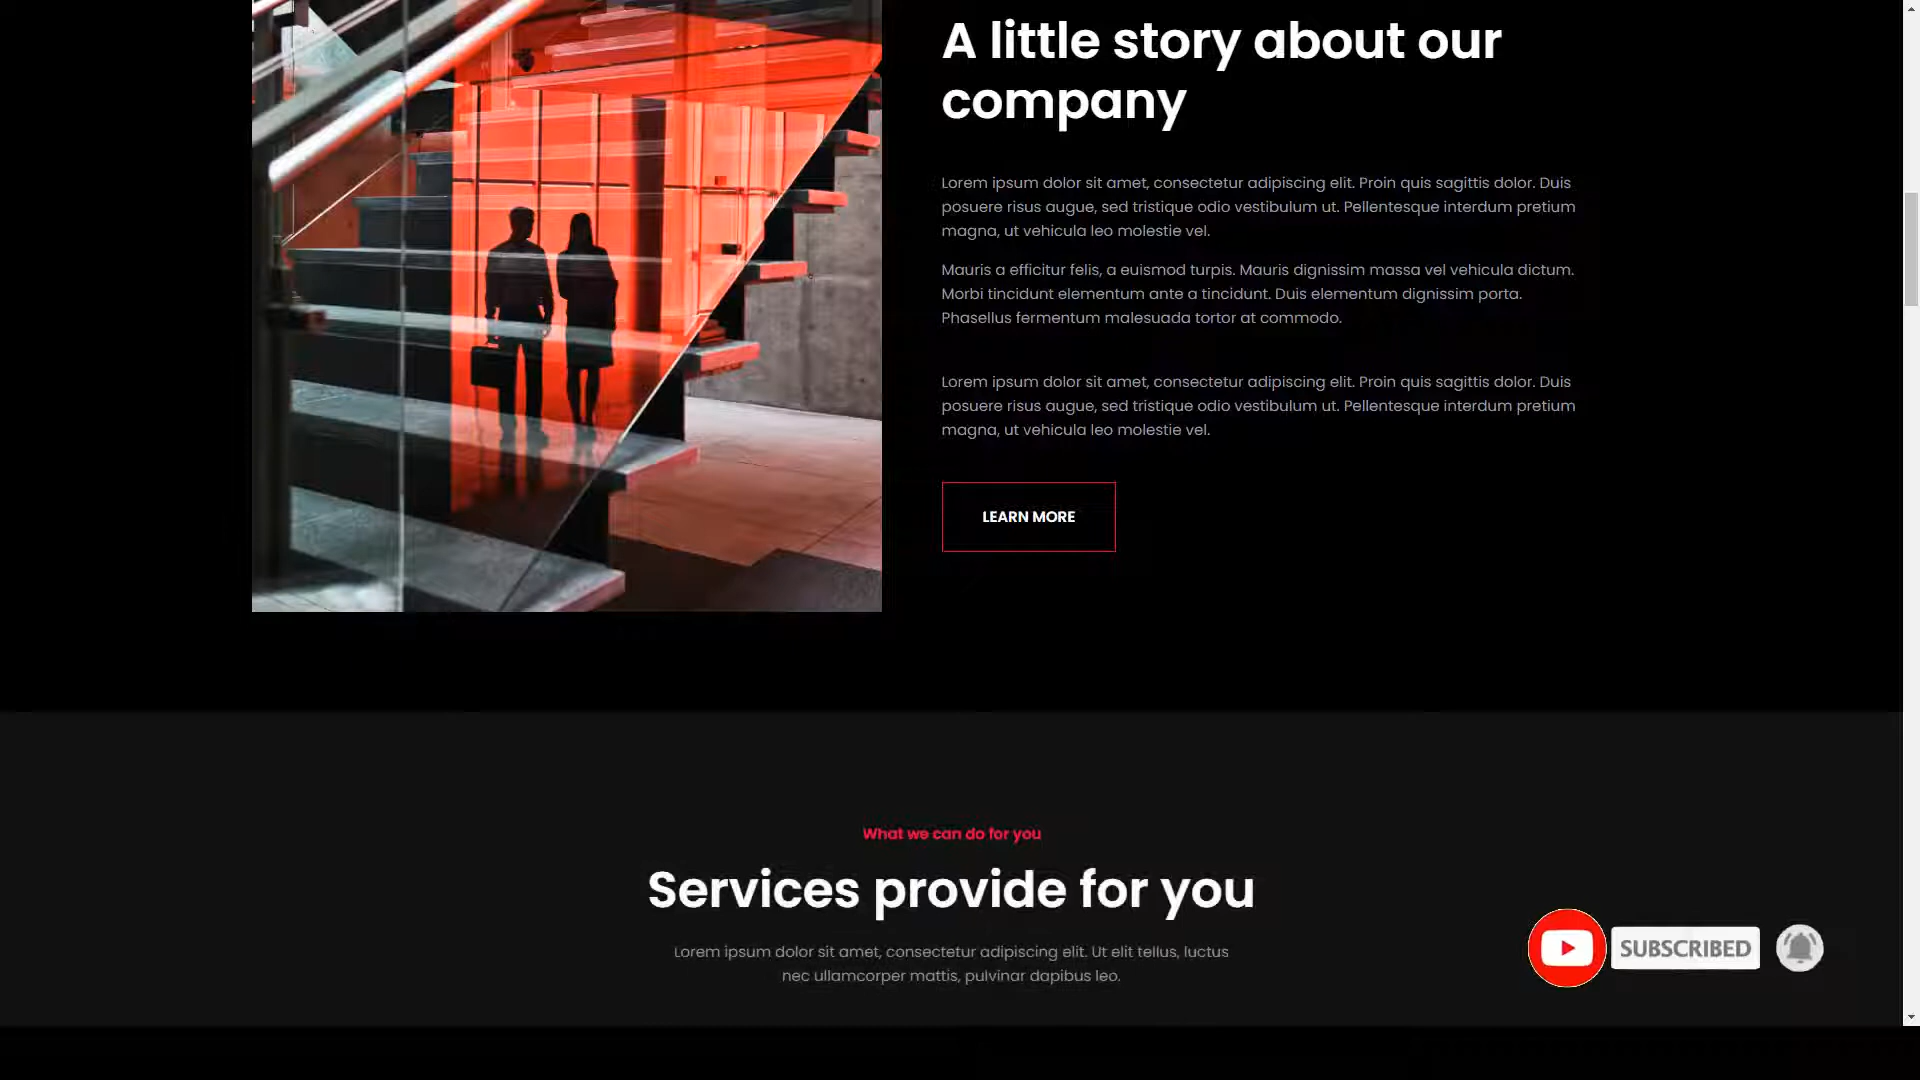 A little story about our
company
Lorem ipsum dolor sit amet, consectetur adipiscing elit. Proin quis sagittis dolor. Duis
posuere risus augue, sed tristique odio vestibulum ut. Pellentesque interdum pretium
magna, ut vehicula leo molestie vel.
Mauris a efficitur felis, a euismod turpis. Mauris dignissim massa vel vehicula dictum.
Morbi tincidunt elementum ante a tincidunt. Duis elementum dignissim porta.
Phasellus fermentum malesuada tortor at commodo.
Lorem ipsum dolor sit amet, consectetur adipiscing elit. Proin quis sagittis dolor. Duis
posuere risus augue, sed tristique odio vestibulum ut. Pellentesque interdum pretium
magna, ut vehicula leo molestie vel.
LEARN MORE
What we can do for you
Services provide for you
Lorem ipsum dolor sit amet, consectetur adipiscing elit. Ut elit tellus, luctus
nec ullamcorper mattis, pulvinar dapibus leo.
SUBSCRIBED